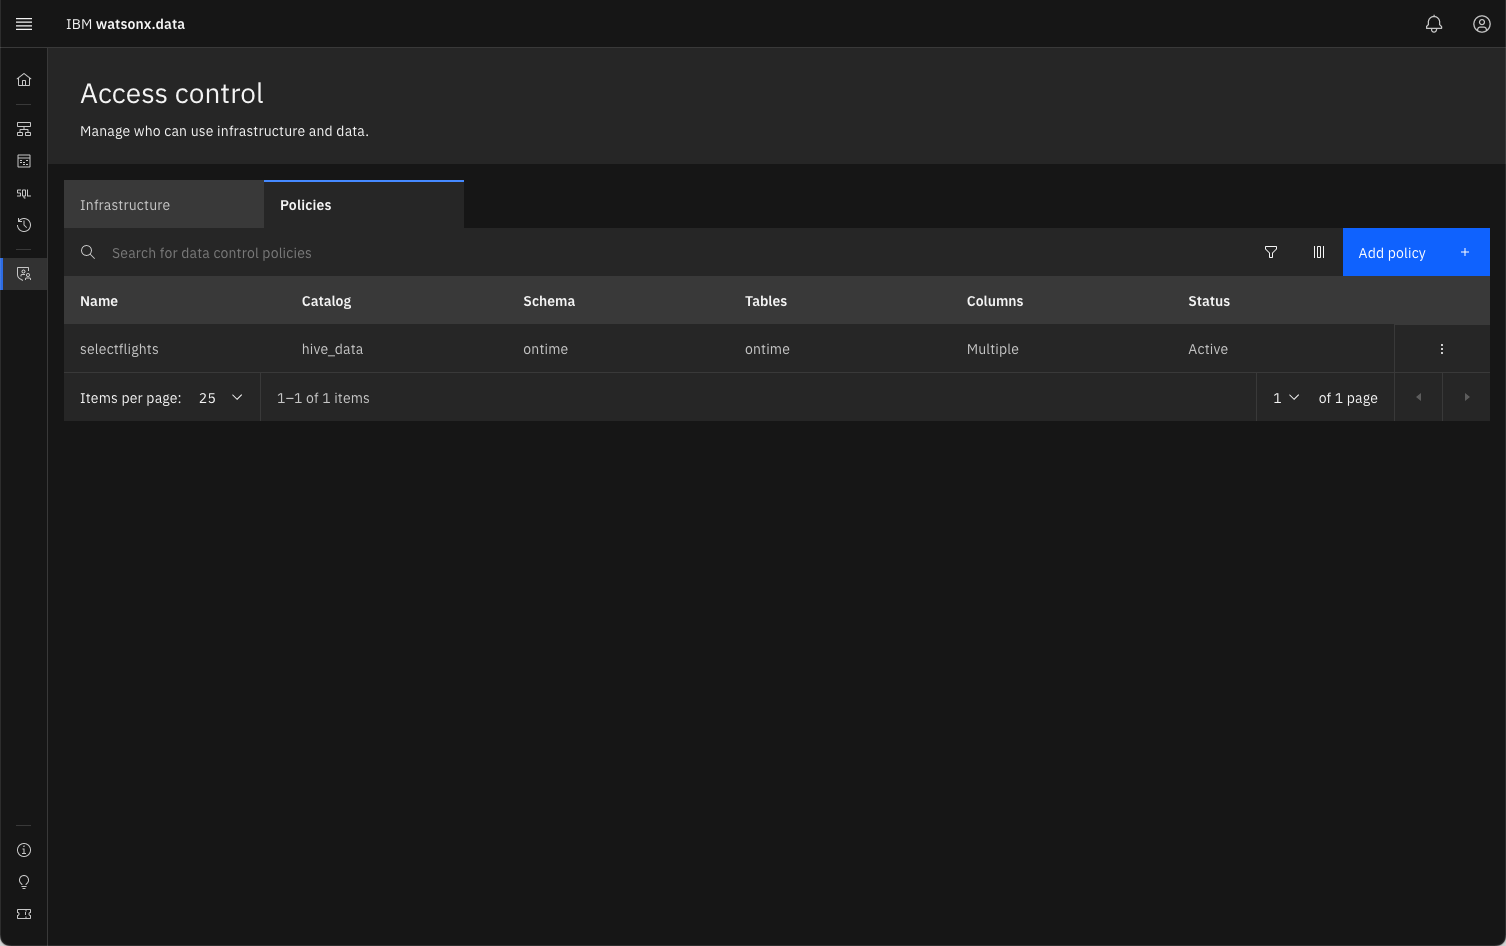 IBM watsonx.data
Access control
Manage who can use infrastructure and data.
SQL
Infrastructure Policies
Search for data control policies Add policy +
Name Catalog Schema Tables Columns Status
selectflights hive_data ontime ontime Multiple Active
Items per page: 25 1–1 of 1 items 1 of 1 page